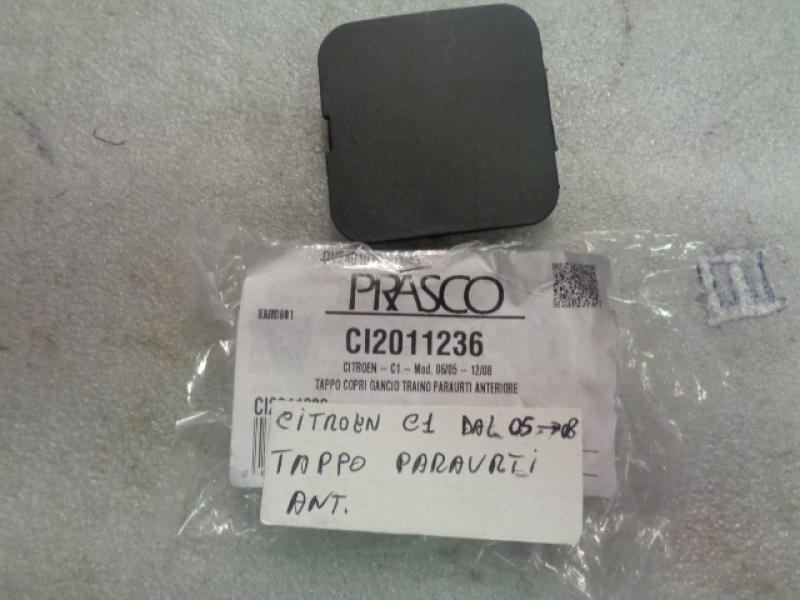 PRASCO
KAIR0001
CI2011236
CITROEN - C1 - Mod. 06/05 - 12/08
TAPPO COPRI GANCIO TRAINO PARAURTI ANTERIORE
CITROEN C1 DAL 05→08
TAPPO PARAURTI
ANT.